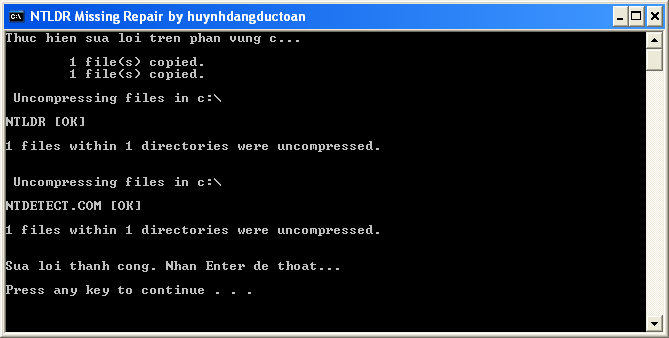 NTLDR Missing Repair by huynhdangductoan
Thuc hien sua loi tren phan vung c...
1 file(s) copied.
1 file(s) copied.
Uncompressing files in c:\
NTLDR [OK]
1 files within 1 directories were uncompressed.
Uncompressing files in c:\
NTDETECT.COM [OK]
1 files within 1 directories were uncompressed.
Sua loi thanh cong. Nhan Enter de thoat...
Press any key to continue . . .